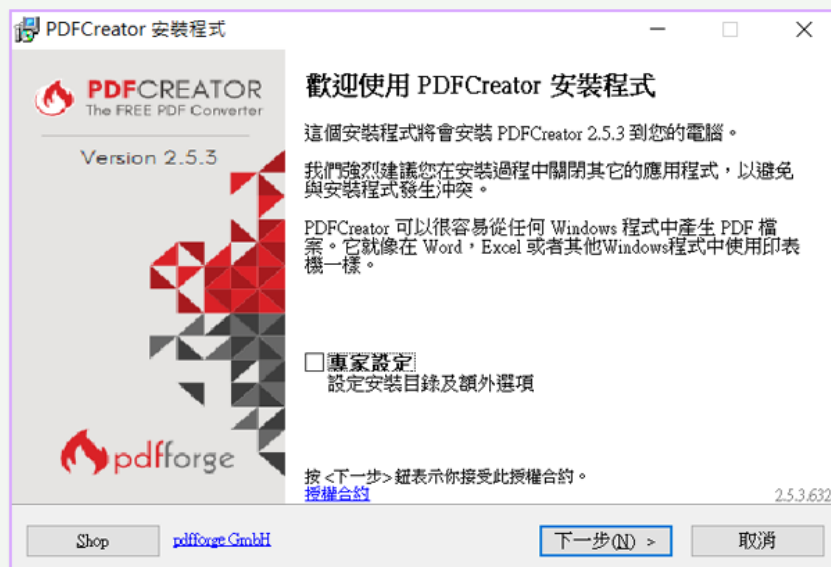 PDFCreator 安裝程式
PDFCREATOR
The FREE PDF Converter
Version 2.5.3
歡迎使用 PDFCreator 安裝程式
這個安裝程式將會安裝 PDFCreator 2.5.3 到您的電腦。
我們強烈建議您在安裝過程中關閉其它的應用程式，以避免
與安裝程式發生沖突。
PDFCreator 可以很容易從任何 Windows 程式中產生 PDF 檔
案。它就像在 Word，Excel 或者其他Windows程式中使用印表
機一樣。
專家設定
設定安裝目錄及額外選項
pdfforge
按 <下一步> 鈕表示你接受此授權合約。
授權合約
2.5.3.632
Shop
pdfforge GmbH
下一步(N) >
取消